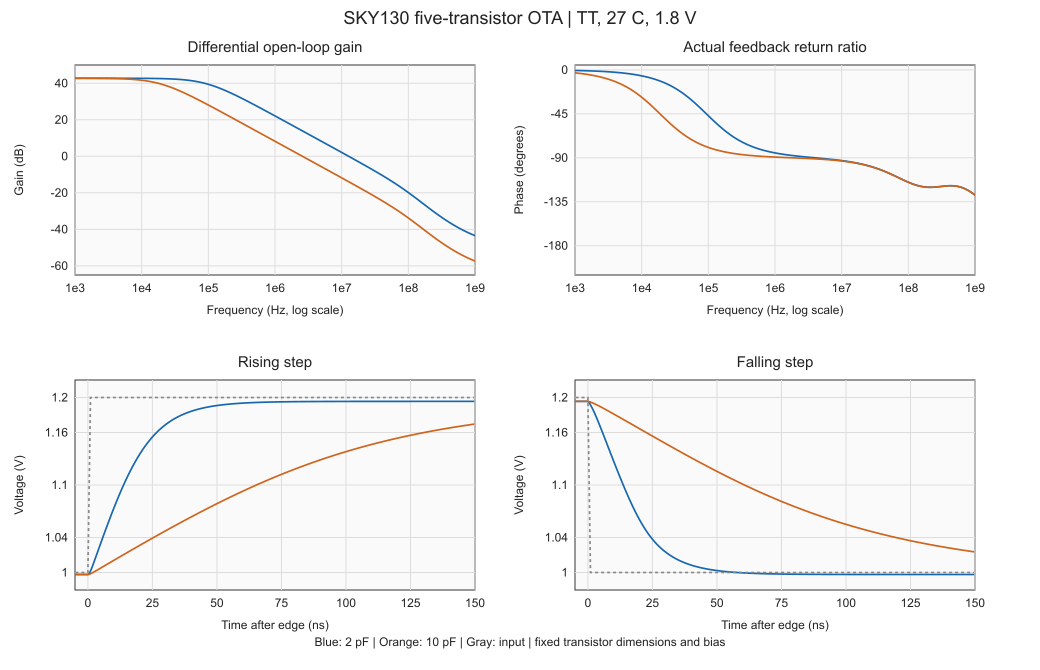 SKY130 five-transistor OTA | TT, 27 C, 1.8 V
Differential open-loop gain
Gain (dB)
40
20
0
-20
-40
-60
1e3 1e4 1e5 1e6 1e7 1e8 1e9
Frequency (Hz, log scale)
Actual feedback return ratio
Phase (degrees)
0
-45
-90
-135
-180
1e3 1e4 1e5 1e6 1e7 1e8 1e9
Frequency (Hz, log scale)
Rising step
Voltage (V)
1.2
1.16
1.1
1.04
1
0 25 50 75 100 125 150
Time after edge (ns)
Falling step
Voltage (V)
1.2
1.16
1.1
1.04
1
0 25 50 75 100 125 150
Time after edge (ns)
Blue: 2 pF | Orange: 10 pF | Gray: input | fixed transistor dimensions and bias